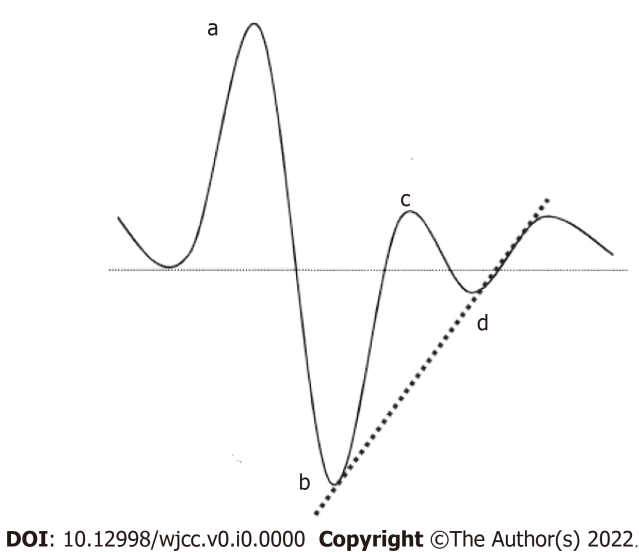 a
c
d
b
DOI: 10.12998/wjcc.v0.i0.0000 Copyright ©The Author(s) 2022.